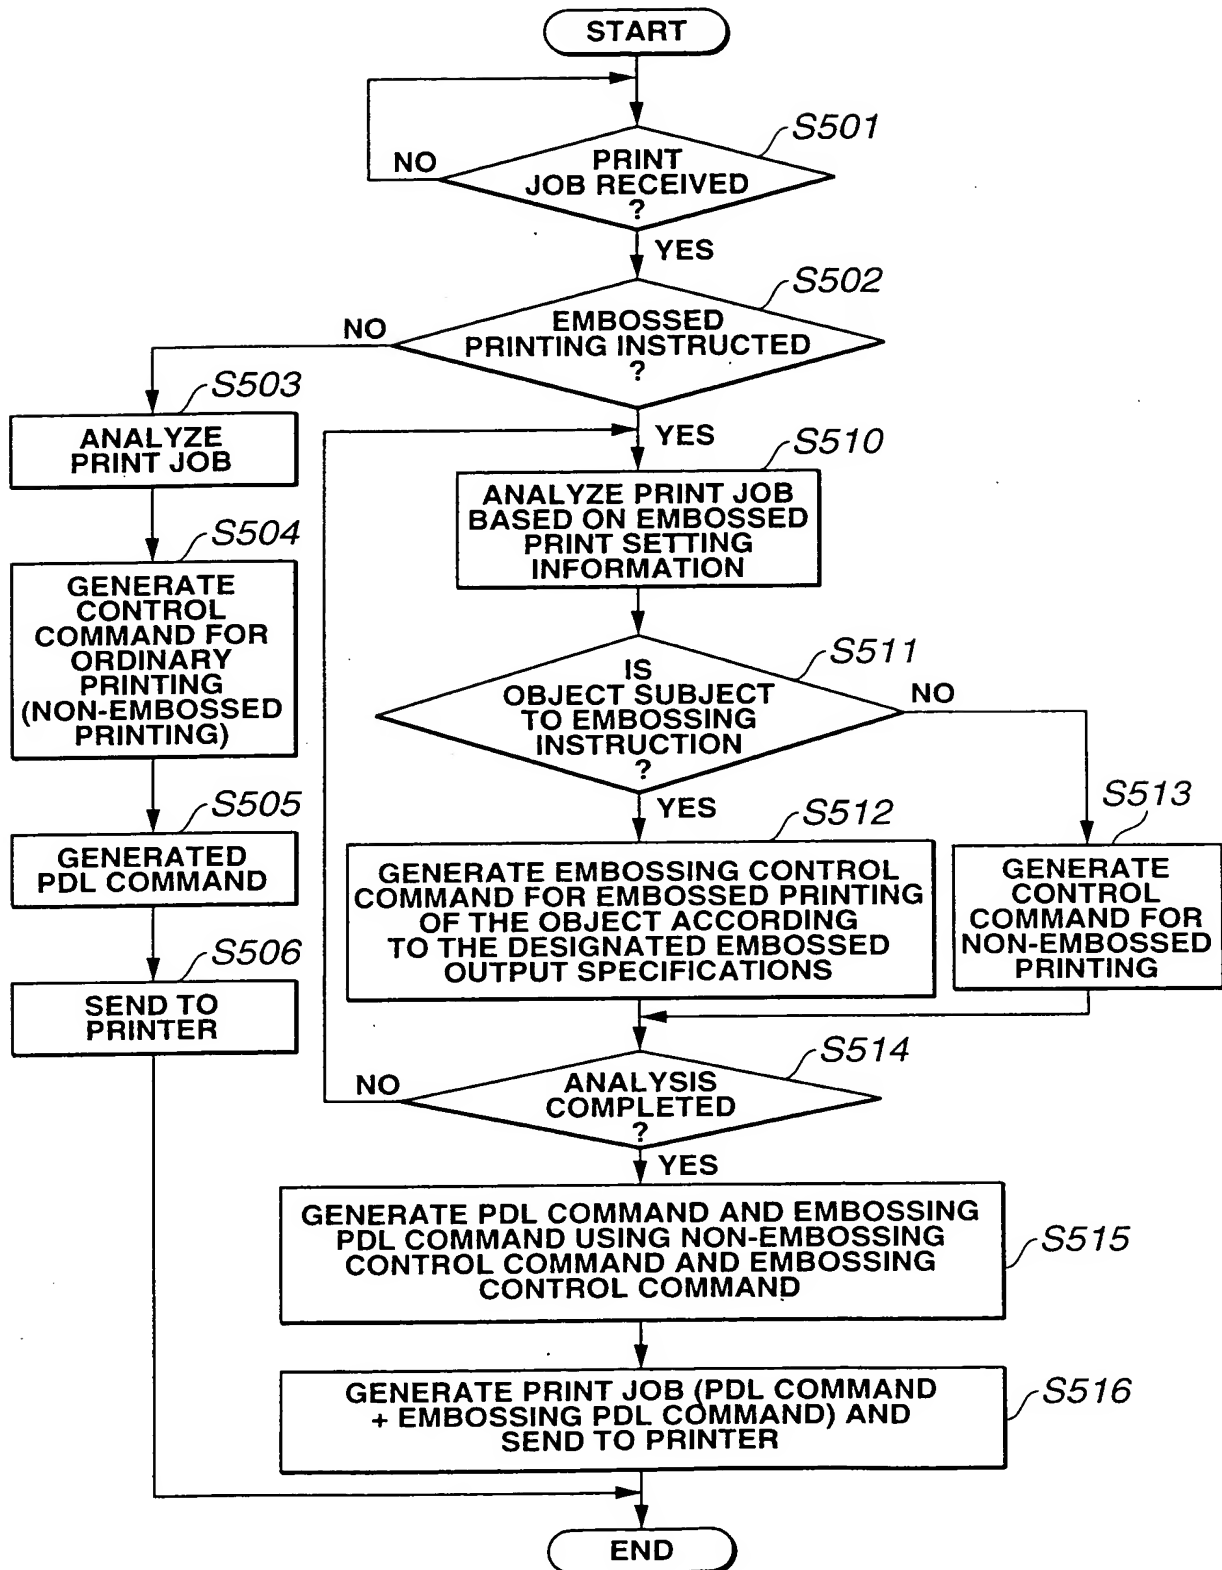 START
S501
NO
PRINT
JOB RECEIVED
?
YES
S502
NO
EMBOSSED
PRINTING INSTRUCTED
?
YES
S503
ANALYZE
PRINT JOB
S504
GENERATE
CONTROL
COMMAND FOR
ORDINARY
PRINTING
(NON-EMBOSSED
PRINTING)
S505
GENERATED
PDL COMMAND
S506
SEND TO
PRINTER
S510
ANALYZE PRINT JOB
BASED ON EMBOSSED
PRINT SETTING
INFORMATION
S511
IS
OBJECT SUBJECT
TO EMBOSSING
INSTRUCTION
?
NO
YES
S512
GENERATE EMBOSSING CONTROL
COMMAND FOR EMBOSSED PRINTING
OF THE OBJECT ACCORDING
TO THE DESIGNATED EMBOSSED
OUTPUT SPECIFICATIONS
S513
GENERATE
CONTROL
COMMAND FOR
NON-EMBOSSED
PRINTING
S514
NO
ANALYSIS
COMPLETED
?
YES
GENERATE PDL COMMAND AND EMBOSSING
PDL COMMAND USING NON-EMBOSSING
CONTROL COMMAND AND EMBOSSING
CONTROL COMMAND
S515
GENERATE PRINT JOB (PDL COMMAND
+ EMBOSSING PDL COMMAND) AND
SEND TO PRINTER
S516
END